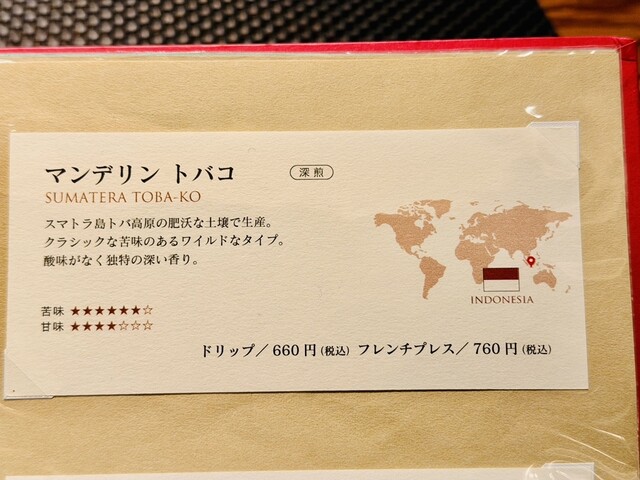 マンデリン トバコ 深煎
SUMATERA TOBA-KO
スマトラ島トバ高原の肥沃な土壌で生産。
クラシックな苦味のあるワイルドなタイプ。
酸味がなく独特の深い香り。
INDONESIA
苦味 ★★★★★★☆
甘味 ★★★★☆☆☆
ドリップ／660円(税込) フレンチプレス／760円(税込)